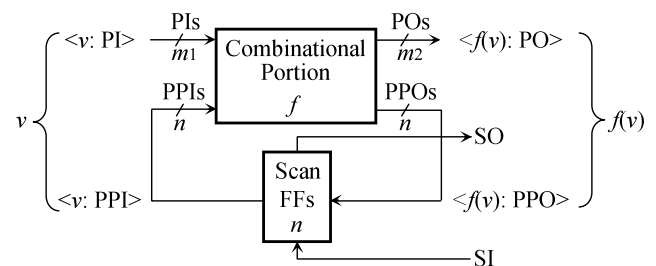 <v: PI>
PIs
m1
Combinational
Portion
f
POs
m2
<f(v): PO>
PPIs
n
PPOs
n
v
f(v)
SO
Scan
FFs
n
<v: PPI>
<f(v): PPO>
SI